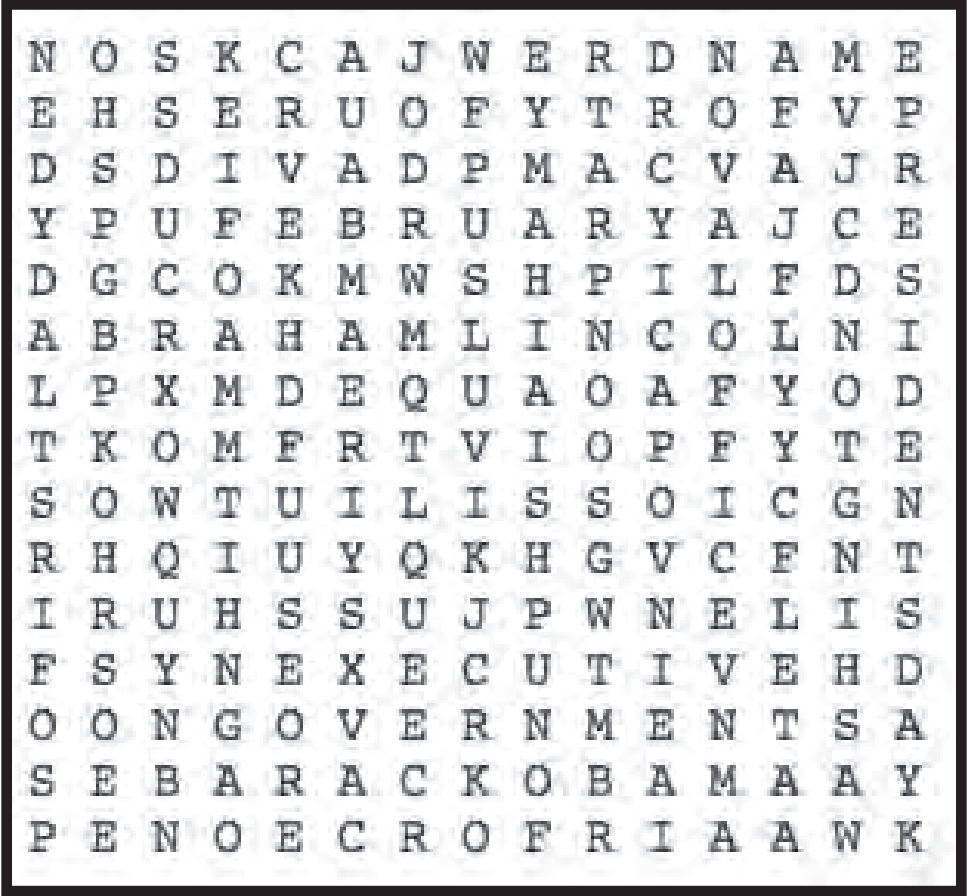 N O S K C A J W E R D N A M E
E H S E R U O F Y T R O F V P
D S D I V A D P M A C V A J R
Y P U F E B R U A R Y A J C E
D G C O K M W S H P I L F D S
A B R A H A M L I N C O L N I
L P X M D E Q U A O A F Y O D
T K O M F R T V I O P F Y T E
S O W T U I L I S S O I C G N
R H Q I U Y Q K H G V C F N T
I R U H S S U J P W N E L I S
F S Y N E X E C U T I V E H D
O O N G O V E R N M E N T S A
S E B A R A C K O B A M A A Y
P E N O E C R O F R I A A W K